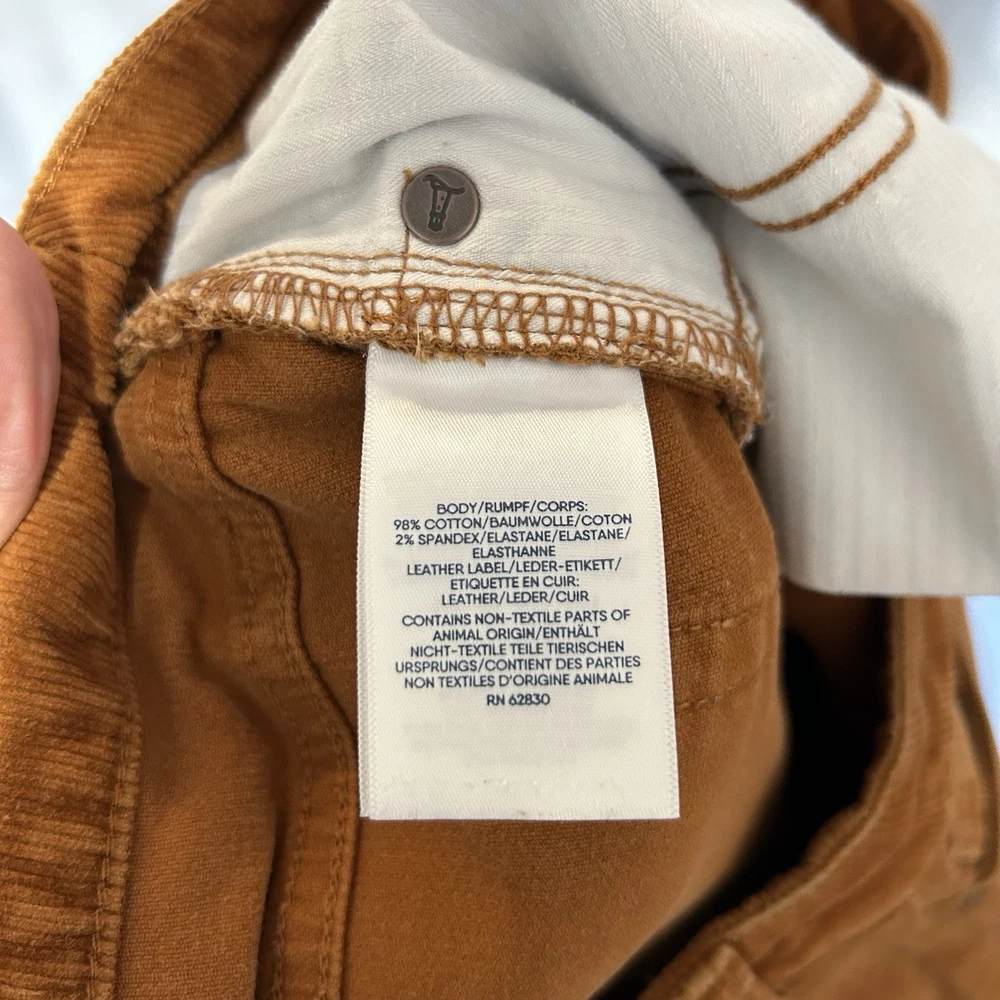 BODY/RUMPF/CORPS:
98% COTTON/BAUMWOLLE/COTON
2% SPANDEX/ELASTANE/ELASTANE/
ELASTHANNE
LEATHER LABEL/LEDER-ETIKETT/
ETIQUETTE EN CUIR:
LEATHER/LEDER/CUIR
CONTAINS NON-TEXTILE PARTS OF
ANIMAL ORIGIN/ENTHÄLT
NICHT-TEXTILE TEILE TIERISCHEN
URSPRUNGS/CONTIENT DES PARTIES
NON TEXTILES D'ORIGINE ANIMALE
RN 62830